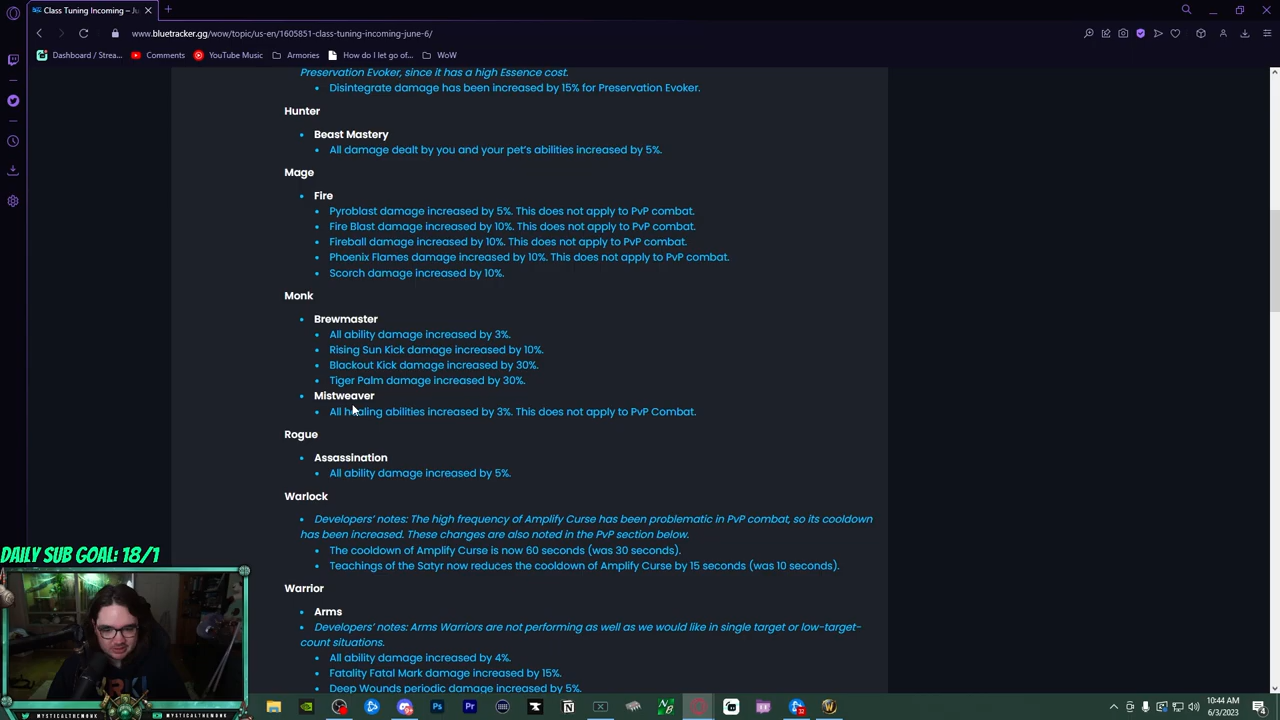 Class Tuning Incoming
www.bluetracker.gg/wow/topic/us-en/1605851-class-tuning-incoming-june-6/
Dashboard / Strea...
Comments
YouTube Music
Armories
How do I let go of...
WoW
Preservation Evoker, since it has a high Essence cost.
Disintegrate damage has been increased by 15% for Preservation Evoker.
Hunter
Beast Mastery
All damage dealt by you and your pet's abilities increased by 5%.
Mage
Fire
Pyroblast damage increased by 5%. This does not apply to PvP combat.
Fire Blast damage increased by 10%. This does not apply to PvP combat.
Fireball damage increased by 10%. This does not apply to PvP combat.
Phoenix Flames damage increased by 10%. This does not apply to PvP combat.
Scorch damage increased by 10%.
Monk
Brewmaster
All ability damage increased by 3%.
Rising Sun Kick damage increased by 10%.
Blackout Kick damage increased by 30%.
Tiger Palm damage increased by 30%.
Mistweaver
All healing abilities increased by 3%. This does not apply to PvP Combat.
Rogue
Assassination
All ability damage increased by 5%.
Warlock
Developers' notes: The high frequency of Amplify Curse has been problematic in PvP combat, so its cooldown
has been increased. These changes are also noted in the PvP section below.
The cooldown of Amplify Curse is now 60 seconds (was 30 seconds).
Teachings of the Satyr now reduces the cooldown of Amplify Curse by 15 seconds (was 10 seconds).
Warrior
Arms
Developers' notes: Arms Warriors are not performing as well as we would like in single target or low-target-
count situations.
All ability damage increased by 4%.
Fatality Fatal Mark damage increased by 15%.
Deep Wounds periodic damage increased by 5%.
DAILY SUB GOAL: 18/1
MYSTICALTHEMONK
MYSTICALTHEMONK
10:44 AM
6/3/2023